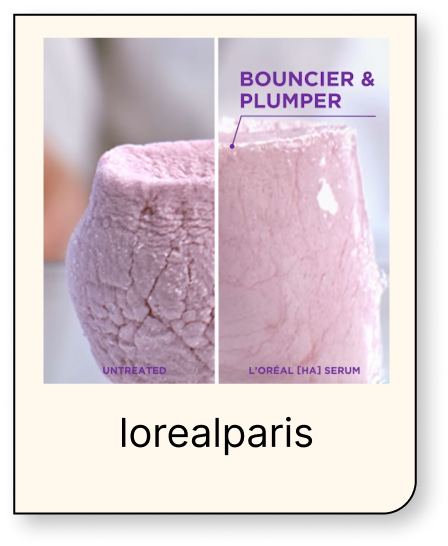 BOUNCIER &
PLUMPER
UNTREATED
L'ORÉAL [HA] SERUM
lorealparis